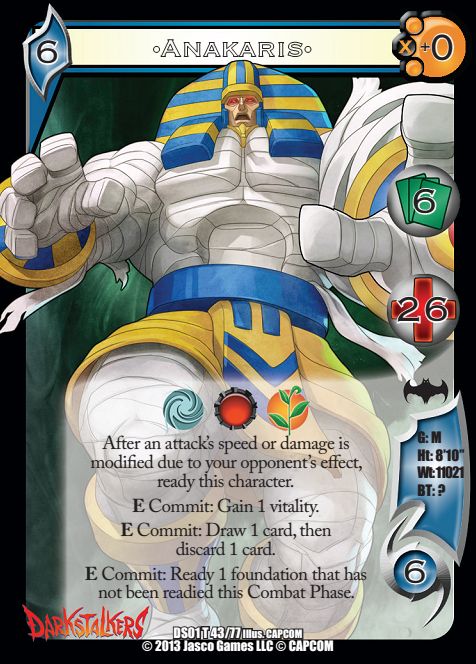 6
·ANAKARIS·
X +0
6
26
G: M
Ht: 8'10"
Wt:11021
BT: ?
6
After an attack's speed or damage is
modified due to your opponent's effect,
ready this character.
E Commit: Gain 1 vitality.
E Commit: Draw 1 card, then
discard 1 card.
E Commit: Ready 1 foundation that has
not been readied this Combat Phase.
DARKSTALKERS
DS01 T 43/77 Illus. CAPCOM
© 2013 Jasco Games LLC © CAPCOM